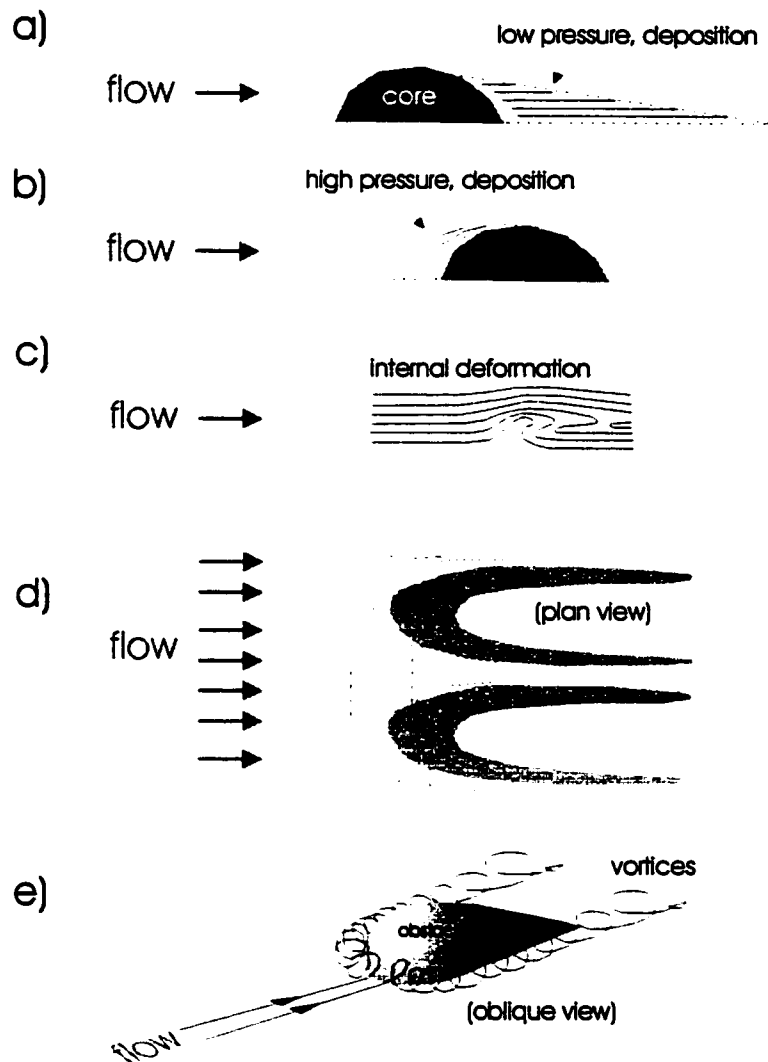 a)
low pressure, deposition
flow
core
b)
high pressure, deposition
flow
c)
internal deformation
flow
d)
(plan view)
flow
e)
vortices
(oblique view)
flow